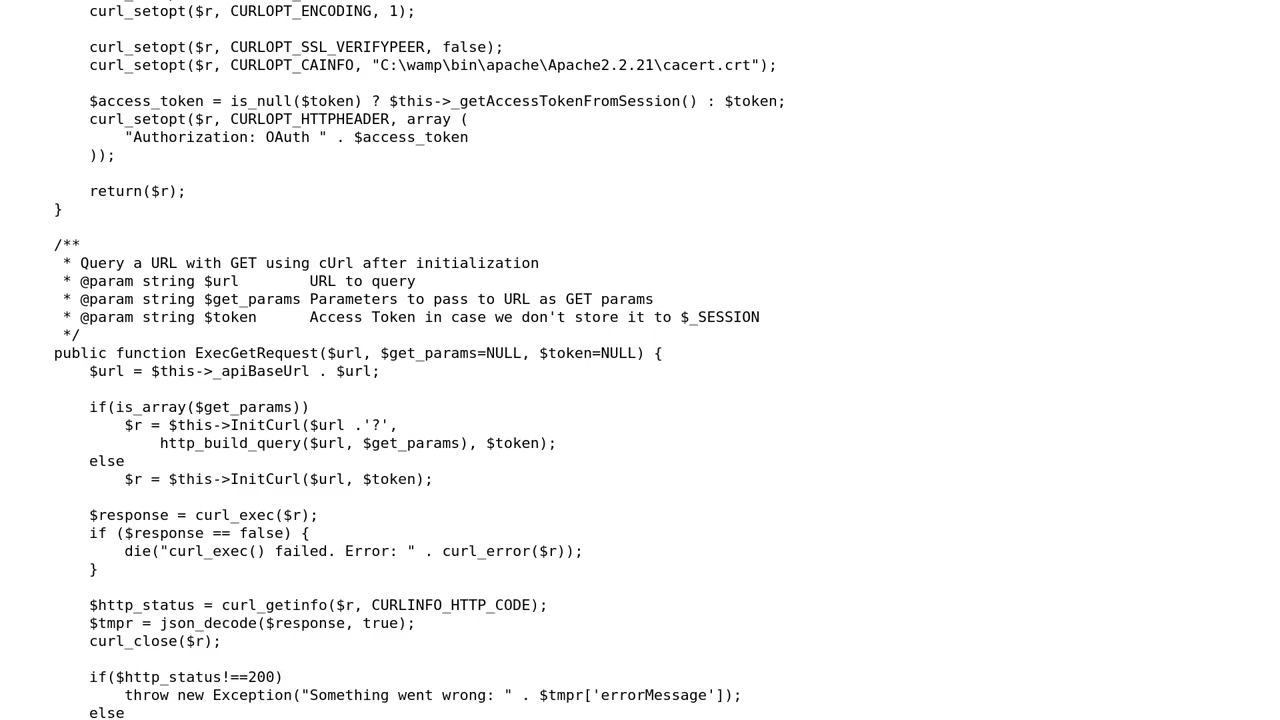 curl_setopt($r, CURLOPT_ENCODING, 1);
curl_setopt($r, CURLOPT_SSL_VERIFYPEER, false);
curl_setopt($r, CURLOPT_CAINFO, "C:\wamp\bin\apache\Apache2.2.21\cacert.crt");
$access_token = is_null($token) ? $this->_getAccessTokenFromSession() : $token;
curl_setopt($r, CURLOPT_HTTPHEADER, array (
"Authorization: OAuth " . $access_token
));
return($r);
}
/**
* Query a URL with GET using cUrl after initialization
* @param string $url        URL to query
* @param string $get_params Parameters to pass to URL as GET params
* @param string $token      Access Token in case we don't store it to $_SESSION
*/
public function ExecGetRequest($url, $get_params=NULL, $token=NULL) {
$url = $this->_apiBaseUrl . $url;
if(is_array($get_params))
$r = $this->InitCurl($url .'?',
http_build_query($url, $get_params), $token);
else
$r = $this->InitCurl($url, $token);
$response = curl_exec($r);
if ($response == false) {
die("curl_exec() failed. Error: " . curl_error($r));
}
$http_status = curl_getinfo($r, CURLINFO_HTTP_CODE);
$tmpr = json_decode($response, true);
curl_close($r);
if($http_status!==200)
throw new Exception("Something went wrong: " . $tmpr['errorMessage']);
else